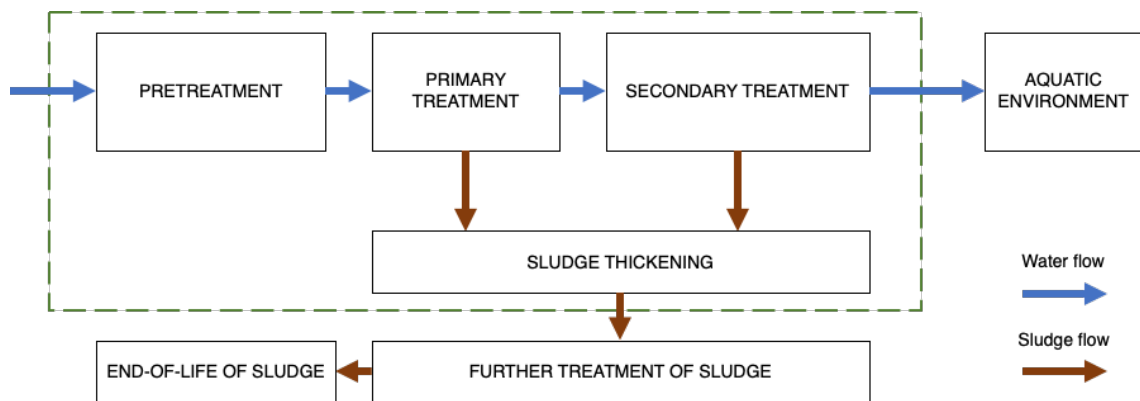 PRETREATMENT
PRIMARY
TREATMENT
SECONDARY TREATMENT
AQUATIC
ENVIRONMENT
SLUDGE THICKENING
Water flow
Sludge flow
END-OF-LIFE OF SLUDGE
FURTHER TREATMENT OF SLUDGE